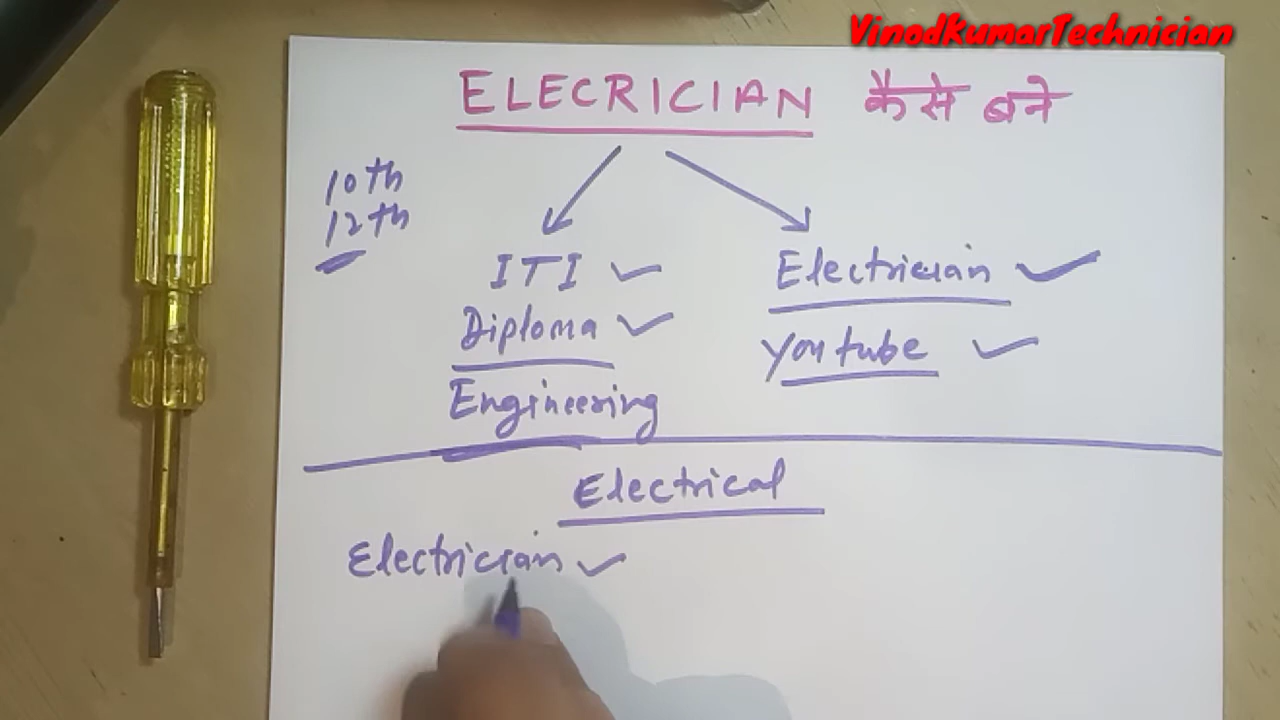 VinodkumarTechnician
ELECRICIAN कैसे बने
10th
12th
ITI
Diploma
Engineering
Electrician
Youtube
Electrical
Electrician